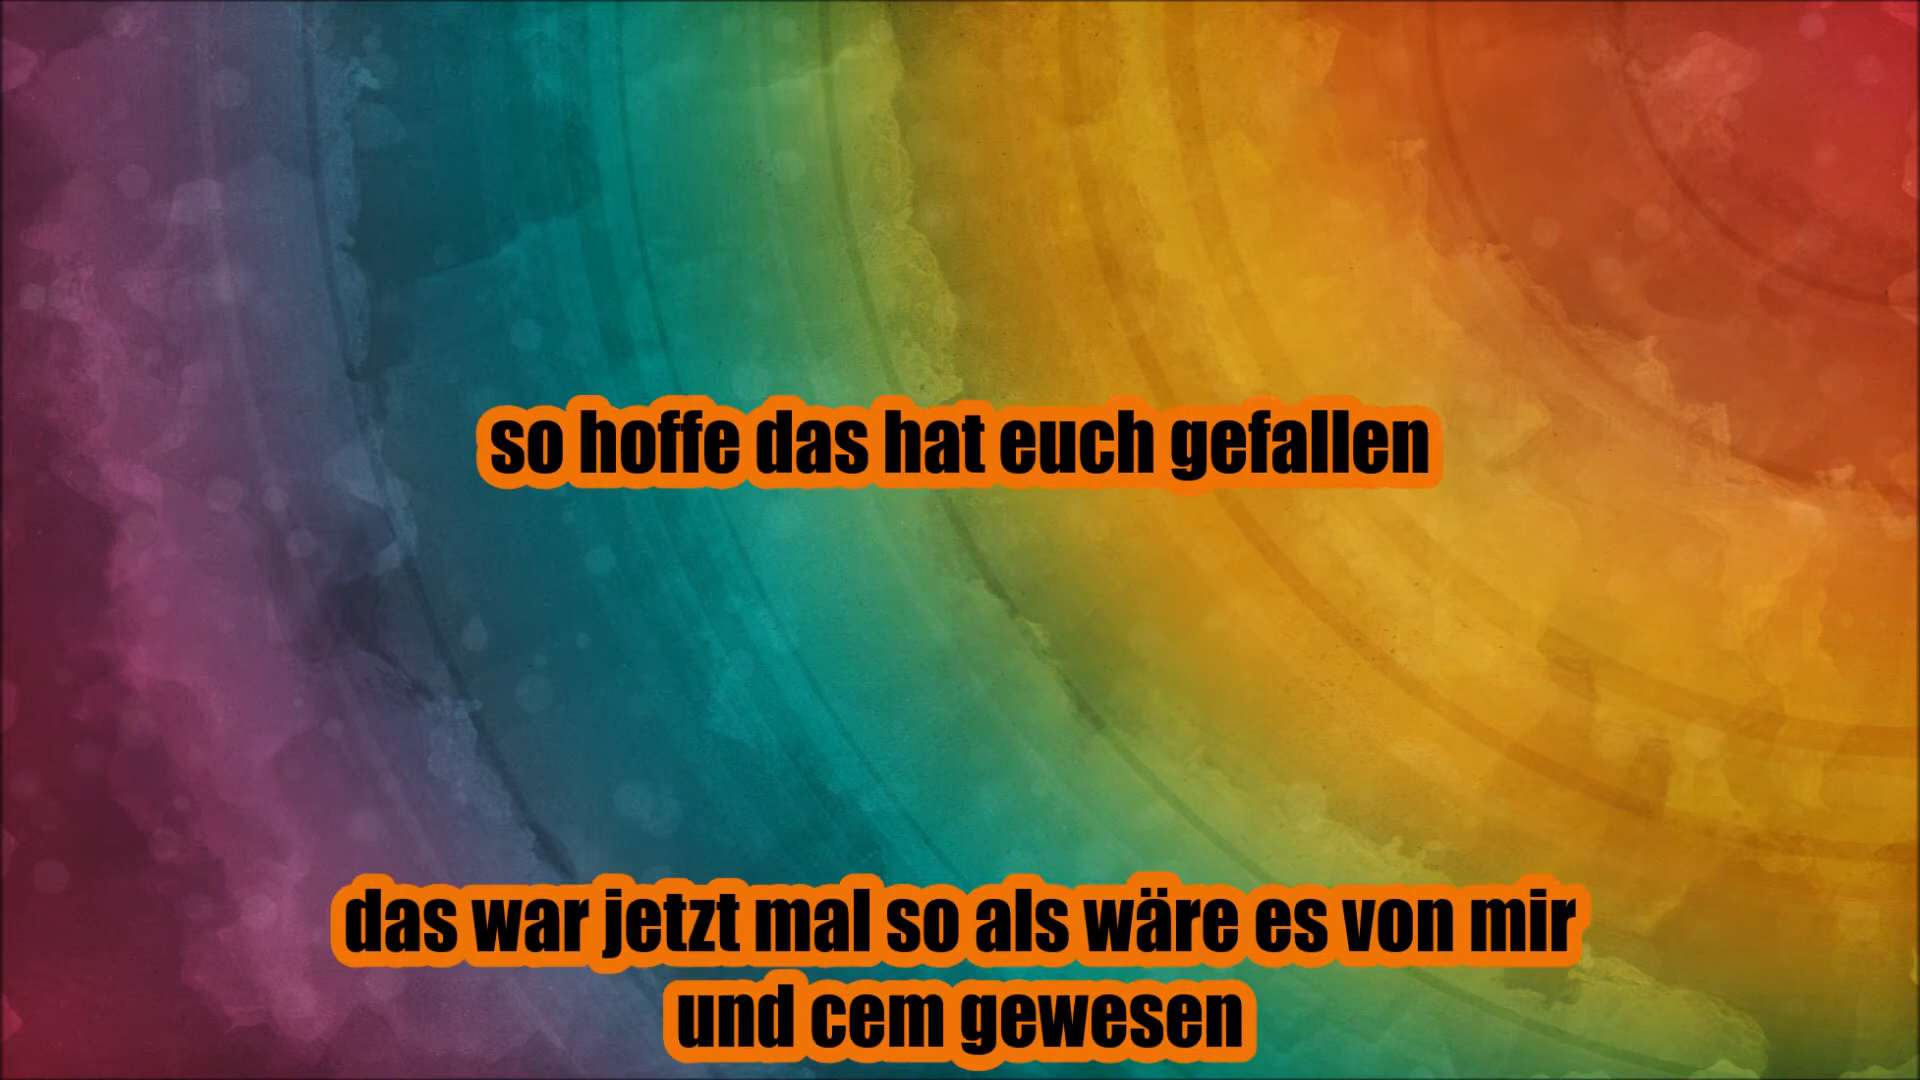 so hoffe das hat euch gefallen
das war jetzt mal so als wäre es von mir
und cem gewesen